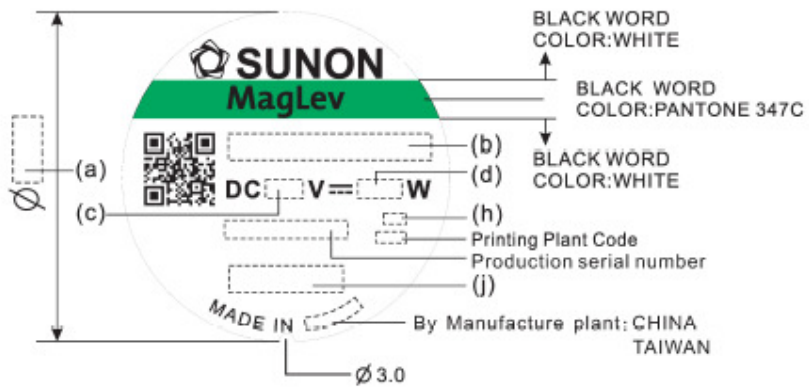 BLACK WORD
COLOR:WHITE
SUNON
MagLev
BLACK WORD
COLOR:PANTONE 347C
(b)
BLACK WORD
COLOR:WHITE
(a)
Ø
DC V W
(d)
(c)
(h)
Printing Plant Code
Production serial number
(j)
MADE IN
By Manufacture plant: CHINA
TAIWAN
Ø 3.0